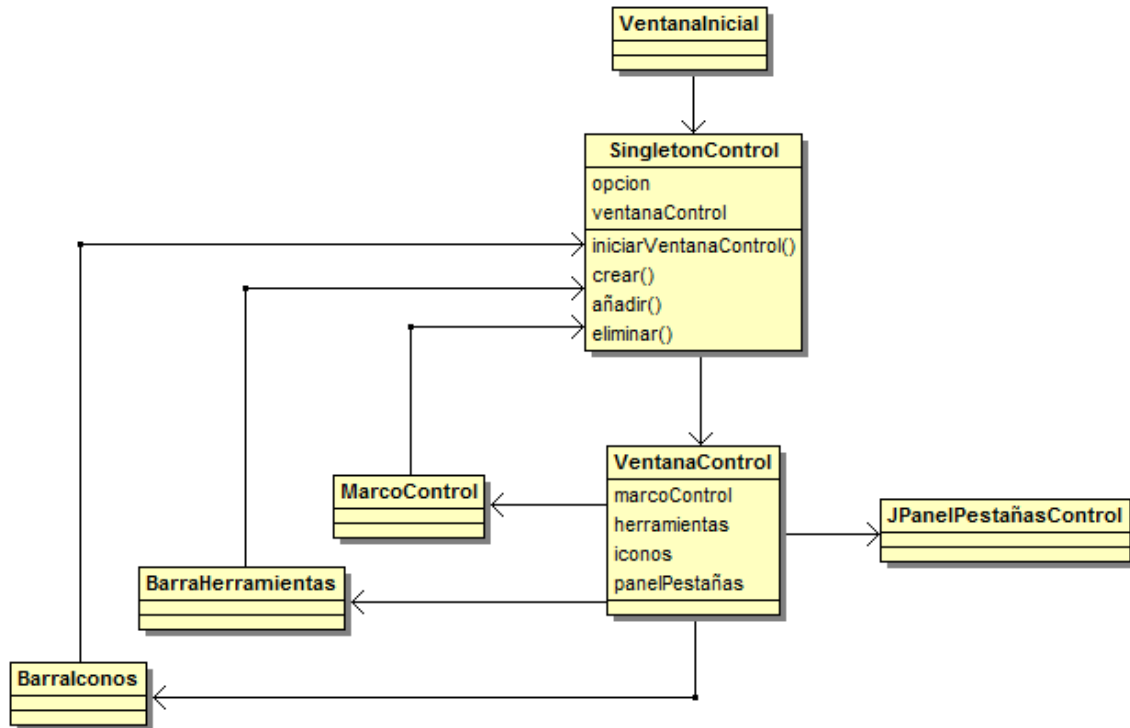 VentanaInicial
SingletonControl
opcion
ventanaControl
iniciarVentanaControl()
crear()
añadir()
eliminar()
VentanaControl
marcoControl
herramientas
iconos
panelPestañas
MarcoControl
JPanelPestañasControl
BarraHerramientas
BarraIconos